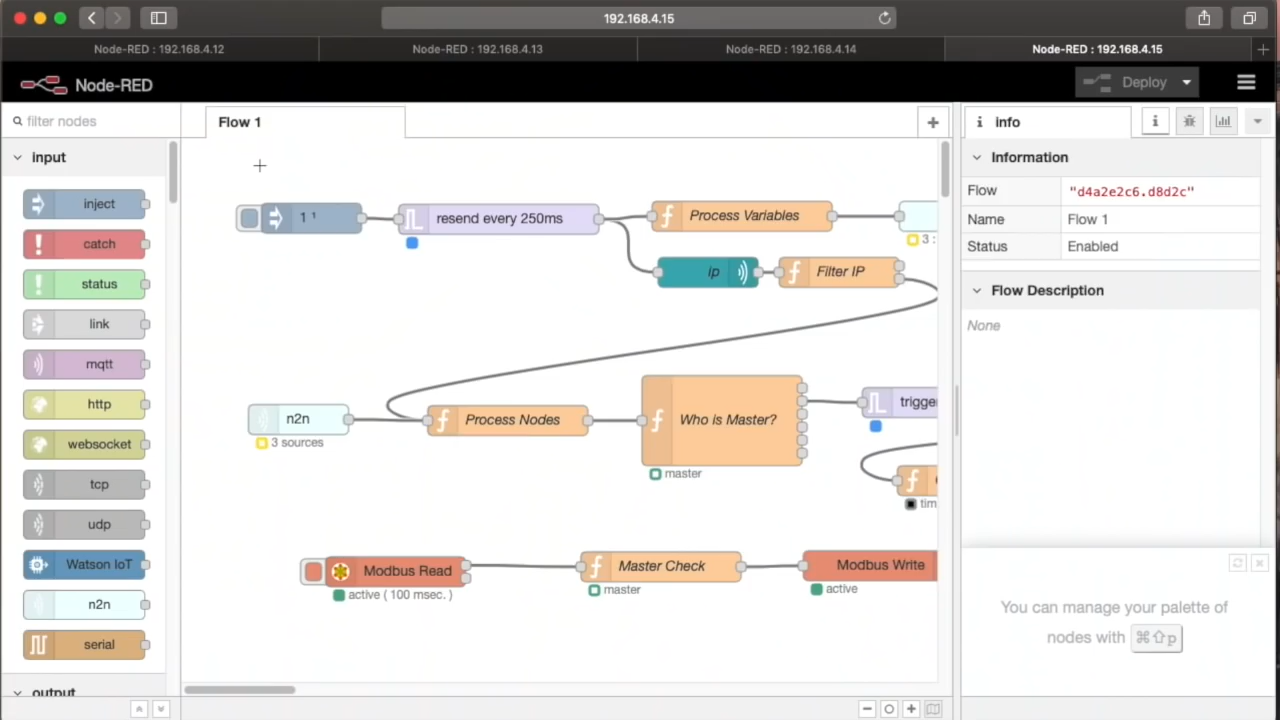 192.168.4.15
Node-RED : 192.168.4.12
Node-RED : 192.168.4.13
Node-RED : 192.168.4.14
Node-RED : 192.168.4.15
Node-RED
Deploy
filter nodes
Flow 1
info
input
inject
catch
status
link
mqtt
http
websocket
tcp
udp
Watson IoT
n2n
serial
output
1 ¹
resend every 250ms
Process Variables
3 :
ip
Filter IP
n2n
3 sources
Process Nodes
Who is Master?
master
trigge
tim
Modbus Read
active ( 100 msec. )
Master Check
master
Modbus Write
active
Information
Flow "d4a2e2c6.d8d2c"
Name Flow 1
Status Enabled
Flow Description
None
You can manage your palette of
nodes with ⌘⇧p